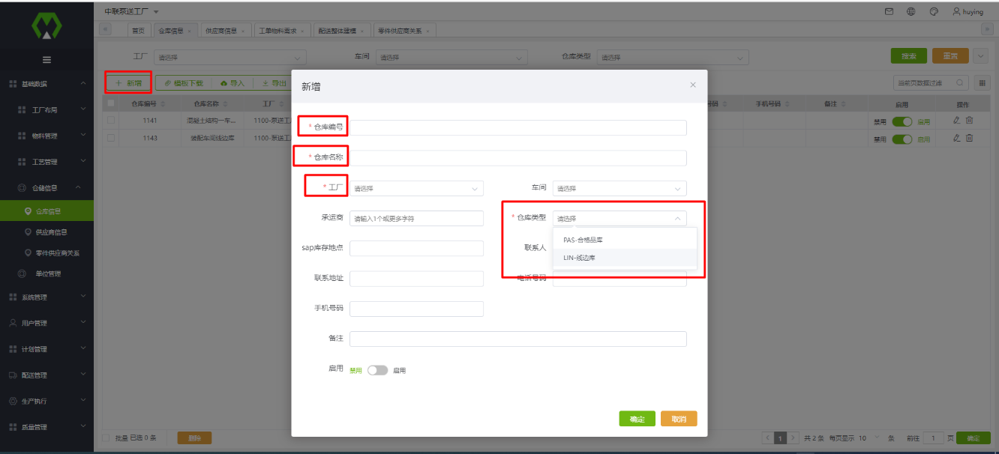 中联泵送工厂
huying
首页 仓库信息 × 供应商信息 × 工单物料需求 × 配送整体建模 × 零件供应商关系 ×
工厂 请选择 车间 请选择 仓库类型 请选择 搜索 重置
+ 新增 模板下载 导入 导出 当前页数据过滤
仓库编号 仓库名称 工厂 号码 手机号码 备注 启用 操作
1141 混凝土结构一车... 1100-泵送工 禁用 启用
1143 装配车间线边库 1100-泵送工 禁用 启用
基础数据
工厂布局
物料管理
工艺管理
仓储信息
仓库信息
供应商信息
零件供应商关系
单位管理
系统管理
用户管理
计划管理
配送管理
生产执行
质量管理
新增 ×
* 仓库编号
* 仓库名称
* 工厂 请选择 车间 请选择
承运商 请输入1个或更多字符 * 仓库类型 请选择
PAS-合格品库
LIN-线边库
sap库存地点 联系人
联系地址 电话号码
手机号码
备注
启用 禁用 启用
确定 取消
批量 已选 0 条 删除 1 共 2 条 每页显示 10 条 前往 1 页 确定